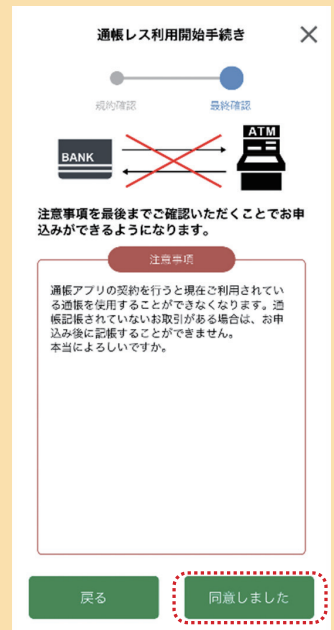 通帳レス利用開始手続き
規約確認
最終確認
BANK
ATM
注意事項を最後までご確認いただくことでお申
込みができるようになります。
注意事項
通帳アプリの契約を行うと現在ご利用されてい
る通帳を使用することができなくなります。通
帳記帳されていないお取引がある場合は、お申
込み後に記帳することができません。
本当によろしいですか。
戻る
同意しました